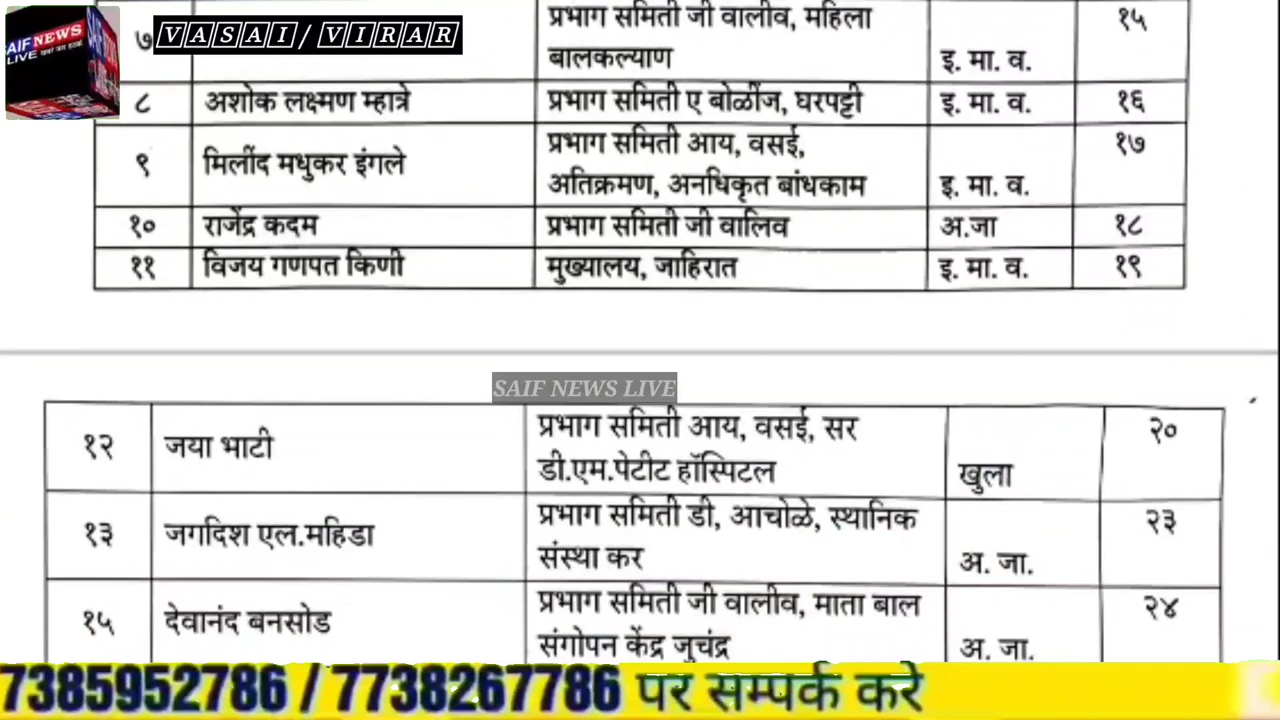 SAIF NEWS
LIVE
VASAI/VIRAR
७ प्रभाग समिती जी वालीव, महिला १५
बालकल्याण इ. मा. व.
८ अशोक लक्ष्मण म्हात्रे प्रभाग समिती ए बोळींज, घरपट्टी इ. मा. व. १६
९ मिलींद मधुकर इंगले प्रभाग समिती आय, वसई, १७
अतिक्रमण, अनधिकृत बांधकाम इ. मा. व.
१० राजेंद्र कदम प्रभाग समिती जी वालिव अ.जा १८
११ विजय गणपत किणी मुख्यालय, जाहिरात इ. मा. व. १९
SAIF NEWS LIVE
१२ जया भाटी प्रभाग समिती आय, वसई, सर २०
डी.एम.पेटीट हॉस्पिटल खुला
१३ जगदिश एल.महिडा प्रभाग समिती डी, आचोळे, स्थानिक २३
संस्था कर अ. जा.
१५ देवानंद बनसोड प्रभाग समिती जी वालीव, माता बाल २४
संगोपन केंद्र जुचंद्र अ. जा.
7385952786 / 7738267786 पर सम्पर्क करे